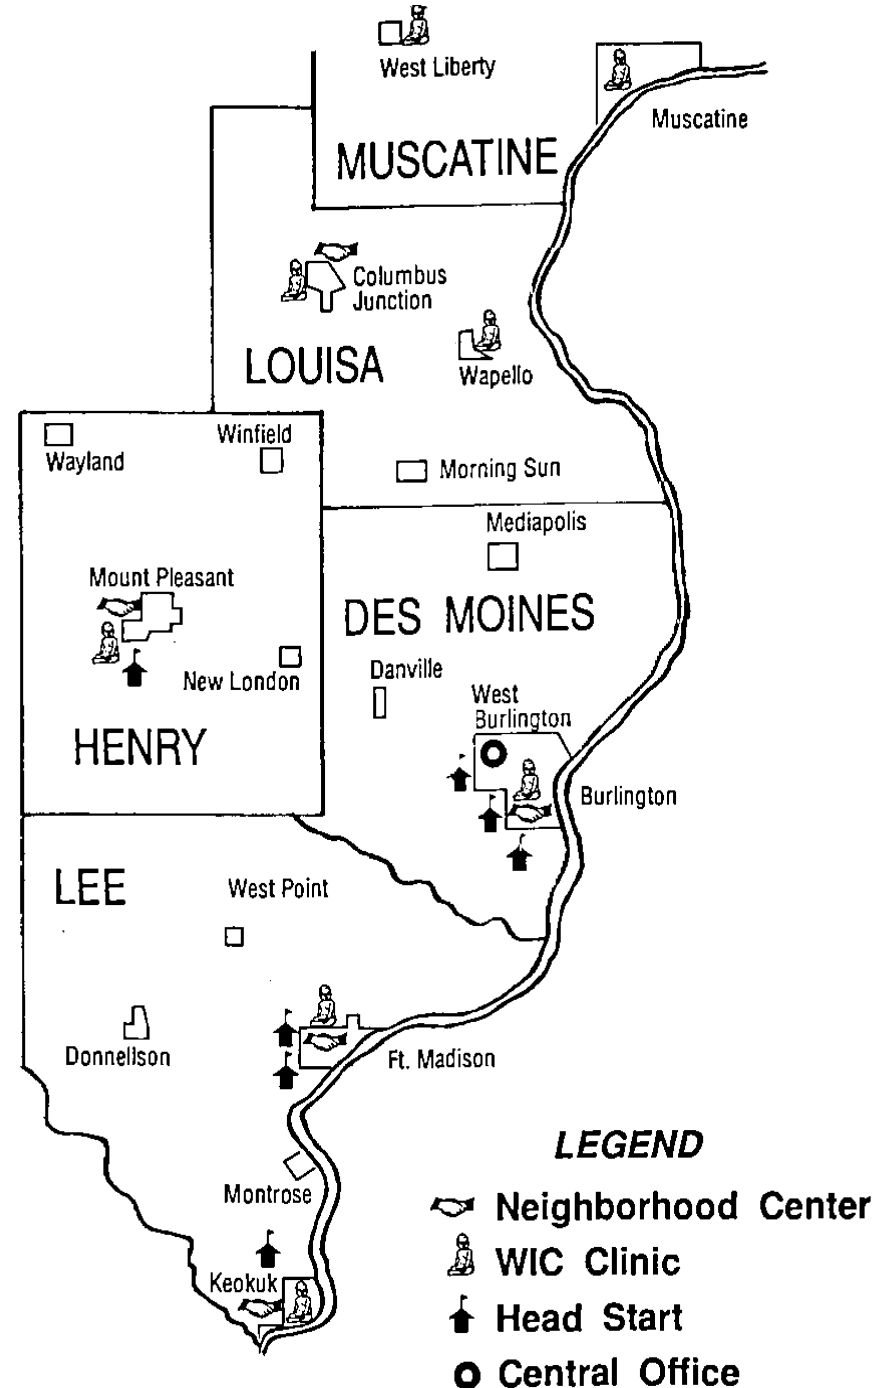 West Liberty
Muscatine
MUSCATINE
Columbus
Junction
LOUISA
Wapello
Wayland
Winfield
Morning Sun
Mediapolis
Mount Pleasant
DES MOINES
New London
Danville
West
Burlington
HENRY
Burlington
LEE
West Point
Donnellson
Ft. Madison
Montrose
Keokuk
LEGEND
Neighborhood Center
WIC Clinic
Head Start
Central Office